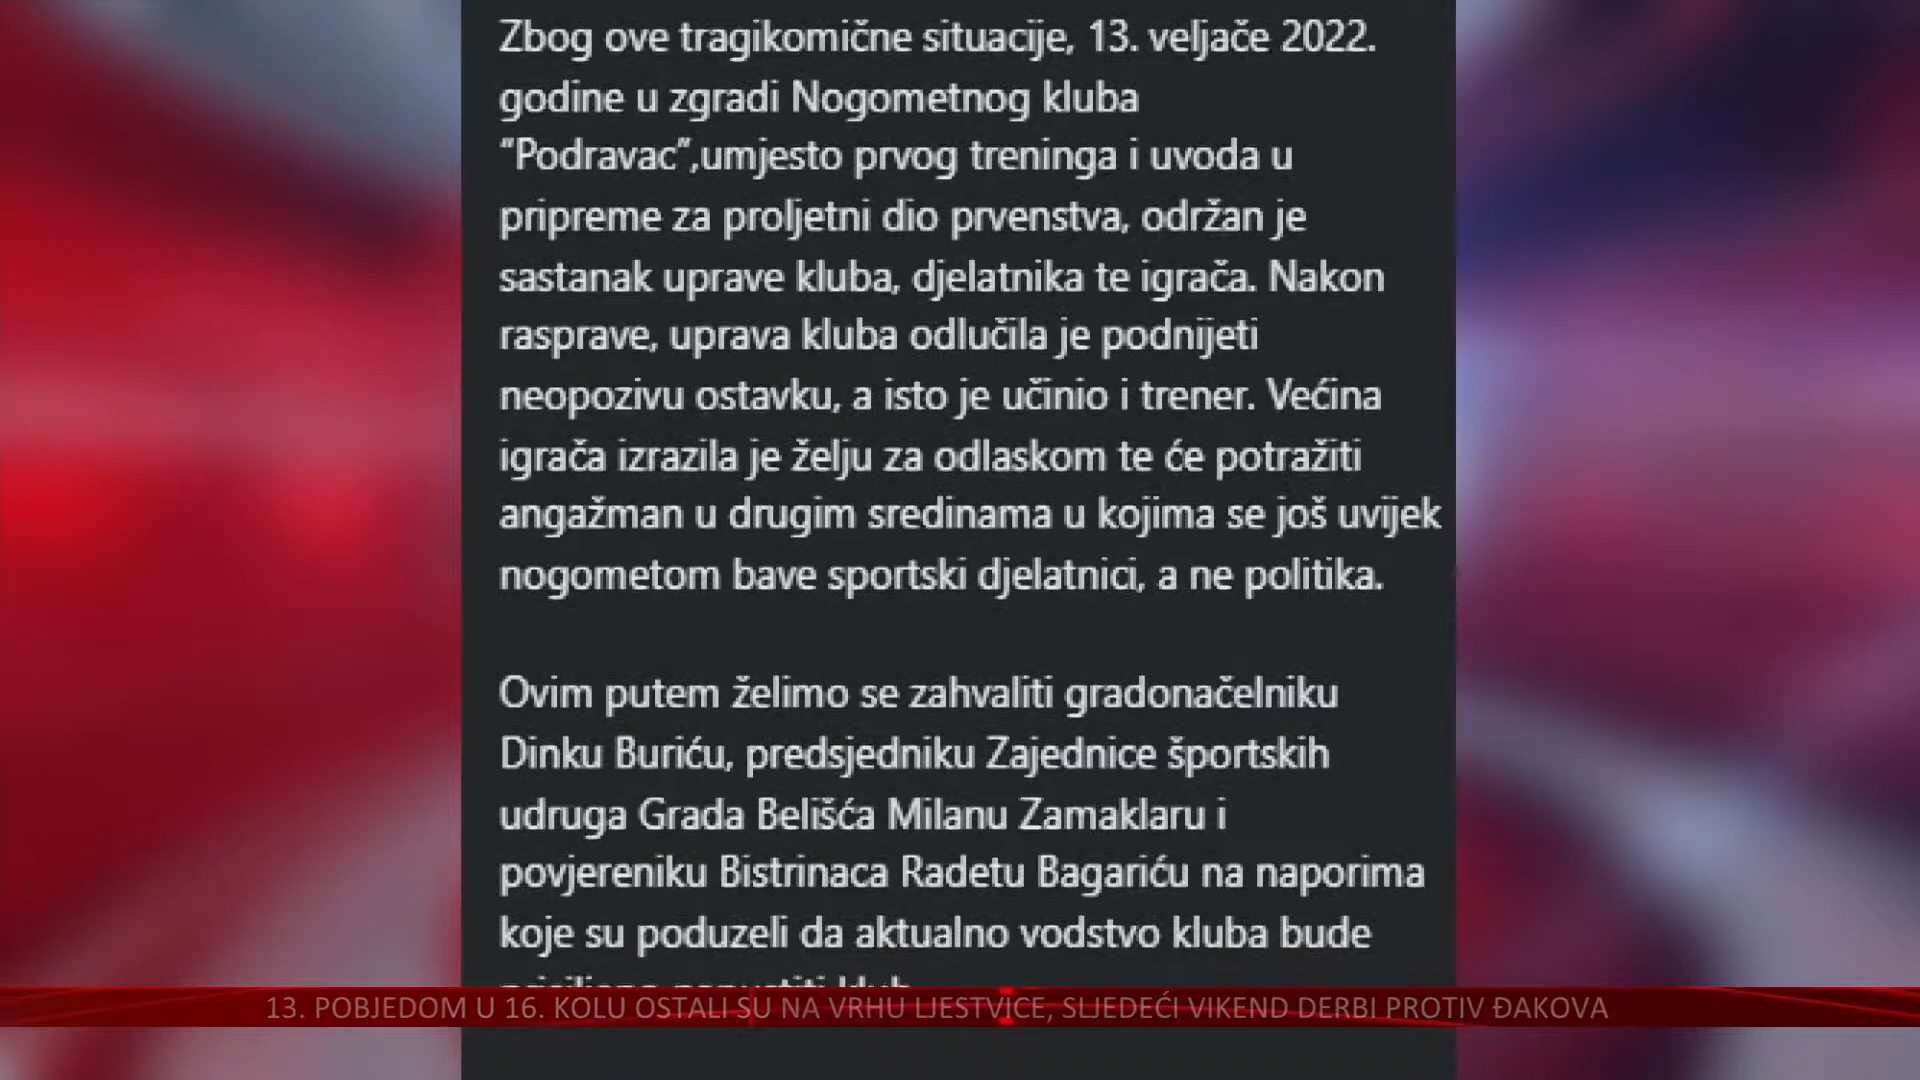 Zbog ove tragikomične situacije, 13. veljače 2022.
godine u zgradi Nogometnog kluba
“Podravac”,umjesto prvog treninga i uvoda u
pripreme za proljetni dio prvenstva, održan je
sastanak uprave kluba, djelatnika te igrača. Nakon
rasprave, uprava kluba odlučila je podnijeti
neopozivu ostavku, a isto je učinio i trener. Većina
igrača izrazila je želju za odlaskom te će potražiti
angažman u drugim sredinama u kojima se još uvijek
nogometom bave sportski djelatnici, a ne politika.
Ovim putem želimo se zahvaliti gradonačelniku
Dinku Buriću, predsjedniku Zajednice športskih
udruga Grada Belišća Milanu Zamaklaru i
povjereniku Bistrinaca Radetu Bagariću na naporima
koje su poduzeli da aktualno vodstvo kluba bude
klub
13. POBJEDOM U 16. KOLU OSTALI SU NA VRHU LJESTVICE, SLJEDEĆI VIKEND DERBI PROTIV ĐAKOVA